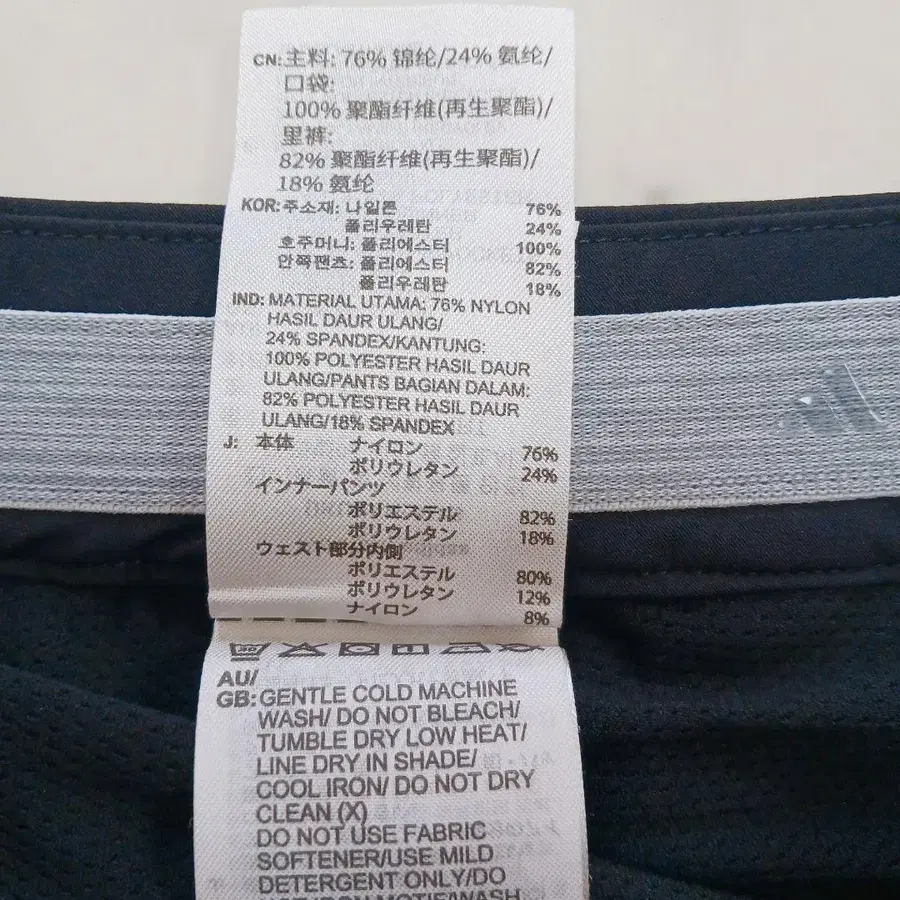 CN:主料: 76% 锦纶/24% 氨纶/
口袋:
100% 聚酯纤维(再生聚酯)/
里裤:
82% 聚酯纤维(再生聚酯)/
18% 氨纶
KOR:주소재: 나일론 76%
폴리우레탄 24%
호주머니: 폴리에스터 100%
안쪽팬츠: 폴리에스터 82%
폴리우레탄 18%
IND: MATERIAL UTAMA: 76% NYLON
HASIL DAUR ULANG/
24% SPANDEX/KANTUNG:
100% POLYESTER HASIL DAUR
ULANG/PANTS BAGIAN DALAM:
82% POLYESTER HASIL DAUR
ULANG/18% SPANDEX
J: 本体 ナイロン 76%
ポリウレタン 24%
インナーパンツ
ポリエステル 82%
ポリウレタン 18%
ウェスト部分内側
ポリエステル 80%
ポリウレタン 12%
ナイロン 8%
AU/
GB: GENTLE COLD MACHINE
WASH/ DO NOT BLEACH/
TUMBLE DRY LOW HEAT/
LINE DRY IN SHADE/
COOL IRON/ DO NOT DRY
CLEAN (X)
DO NOT USE FABRIC
SOFTENER/USE MILD
DETERGENT ONLY/DO
NOT IRON MOTIF/WASH